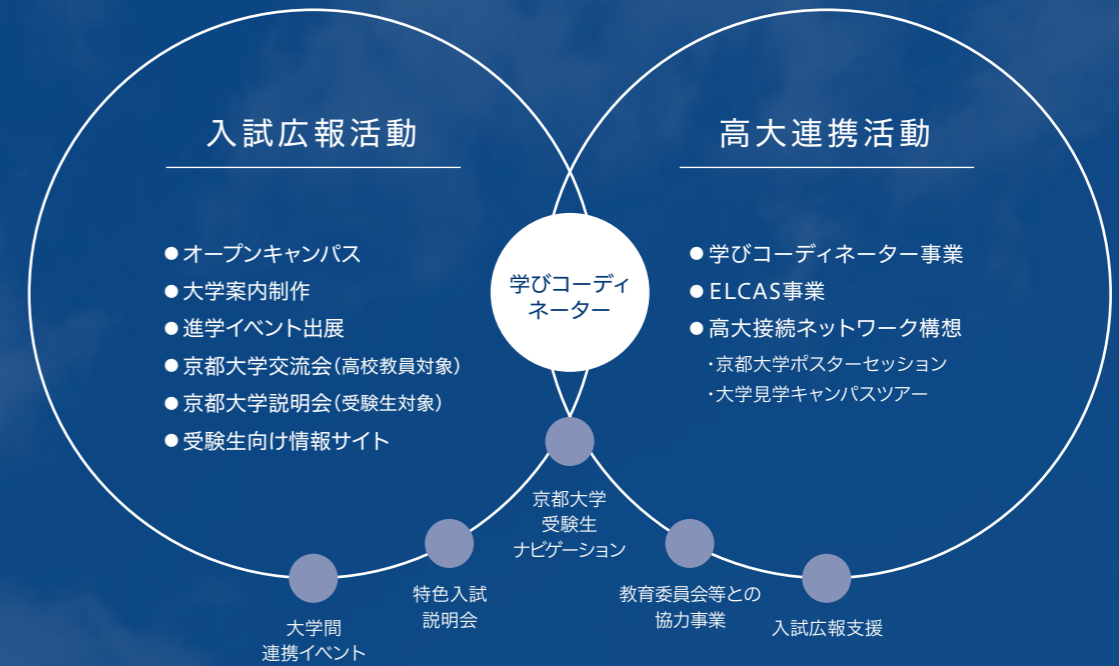 入試広報活動
●オープンキャンパス
●大学案内制作
●進学イベント出展
●京都大学交流会(高校教員対象)
●京都大学説明会(受験生対象)
●受験生向け情報サイト
学びコーディ
ネーター
高大連携活動
●学びコーディネーター事業
●ELCAS事業
●高大接続ネットワーク構想
・京都大学ポスターセッション
・大学見学キャンパスツアー
大学間
連携イベント
特色入試
説明会
京都大学
受験生
ナビゲーション
教育委員会等との
協力事業
入試広報支援